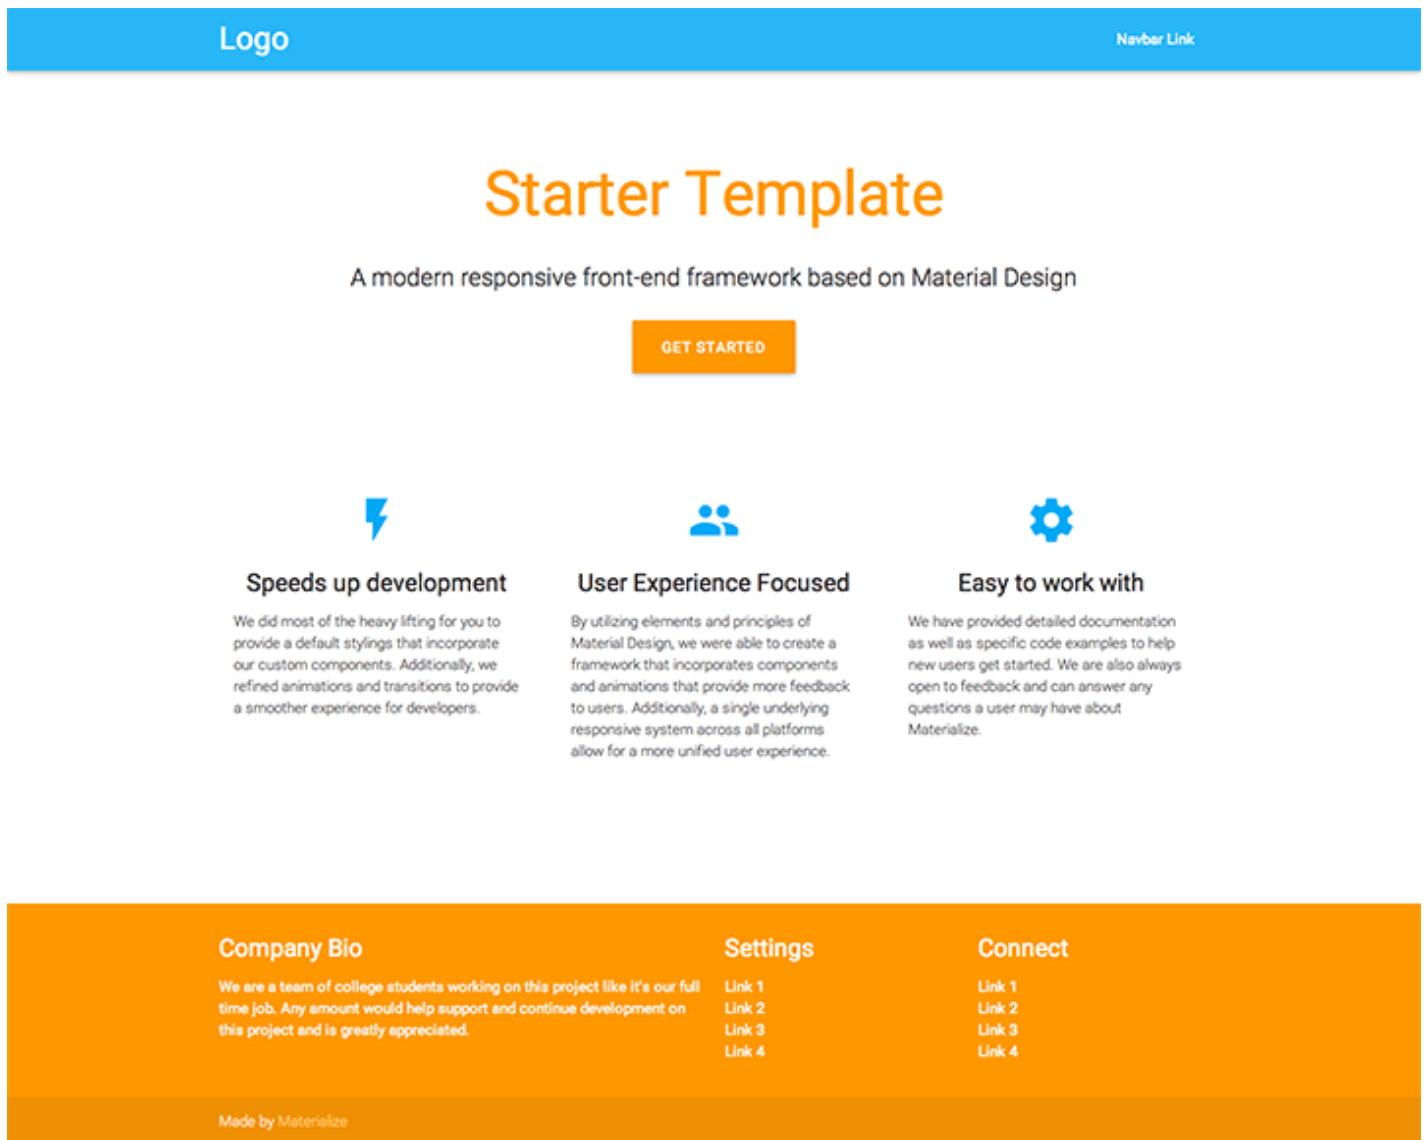 Logo
Navbar Link
Starter Template
A modern responsive front-end framework based on Material Design
GET STARTED
Speeds up development
We did most of the heavy lifting for you to
provide a default stylings that incorporate
our custom components. Additionally, we
refined animations and transitions to provide
a smoother experience for developers.
User Experience Focused
By utilizing elements and principles of
Material Design, we were able to create a
framework that incorporates components
and animations that provide more feedback
to users. Additionally, a single underlying
responsive system across all platforms
allow for a more unified user experience.
Easy to work with
We have provided detailed documentation
as well as specific code examples to help
new users get started. We are also always
open to feedback and can answer any
questions a user may have about
Materialize.
Company Bio
We are a team of college students working on this project like it's our full
time job. Any amount would help support and continue development on
this project and is greatly appreciated.
Settings
Link 1
Link 2
Link 3
Link 4
Connect
Link 1
Link 2
Link 3
Link 4
Made by Materialize